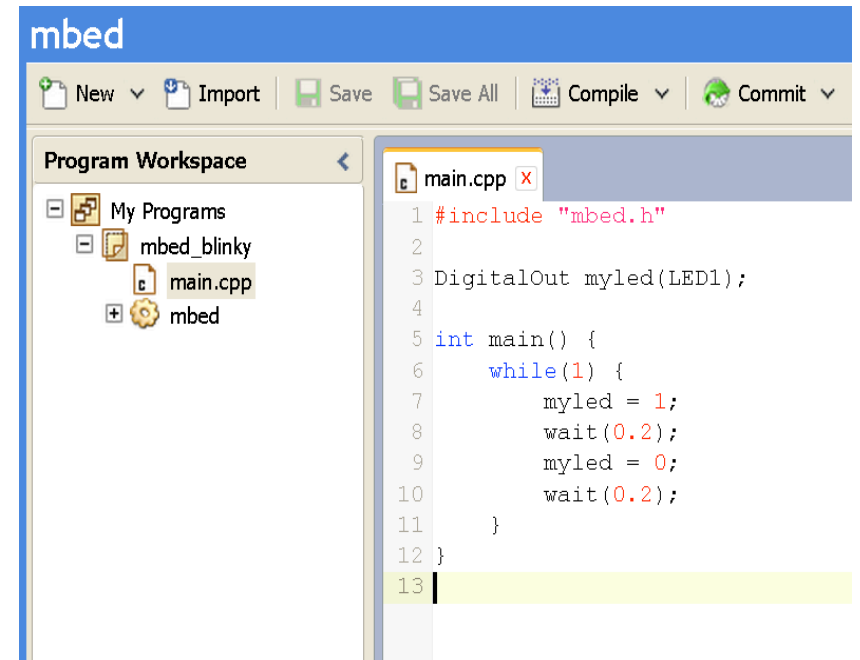 mbed
New Import Save Save All Compile Commit
Program Workspace
My Programs
mbed_blinky
main.cpp
mbed
main.cpp
1 #include "mbed.h"
2
3 DigitalOut myled(LED1);
4
5 int main() {
6     while(1) {
7         myled = 1;
8         wait(0.2);
9         myled = 0;
10         wait(0.2);
11     }
12 }
13